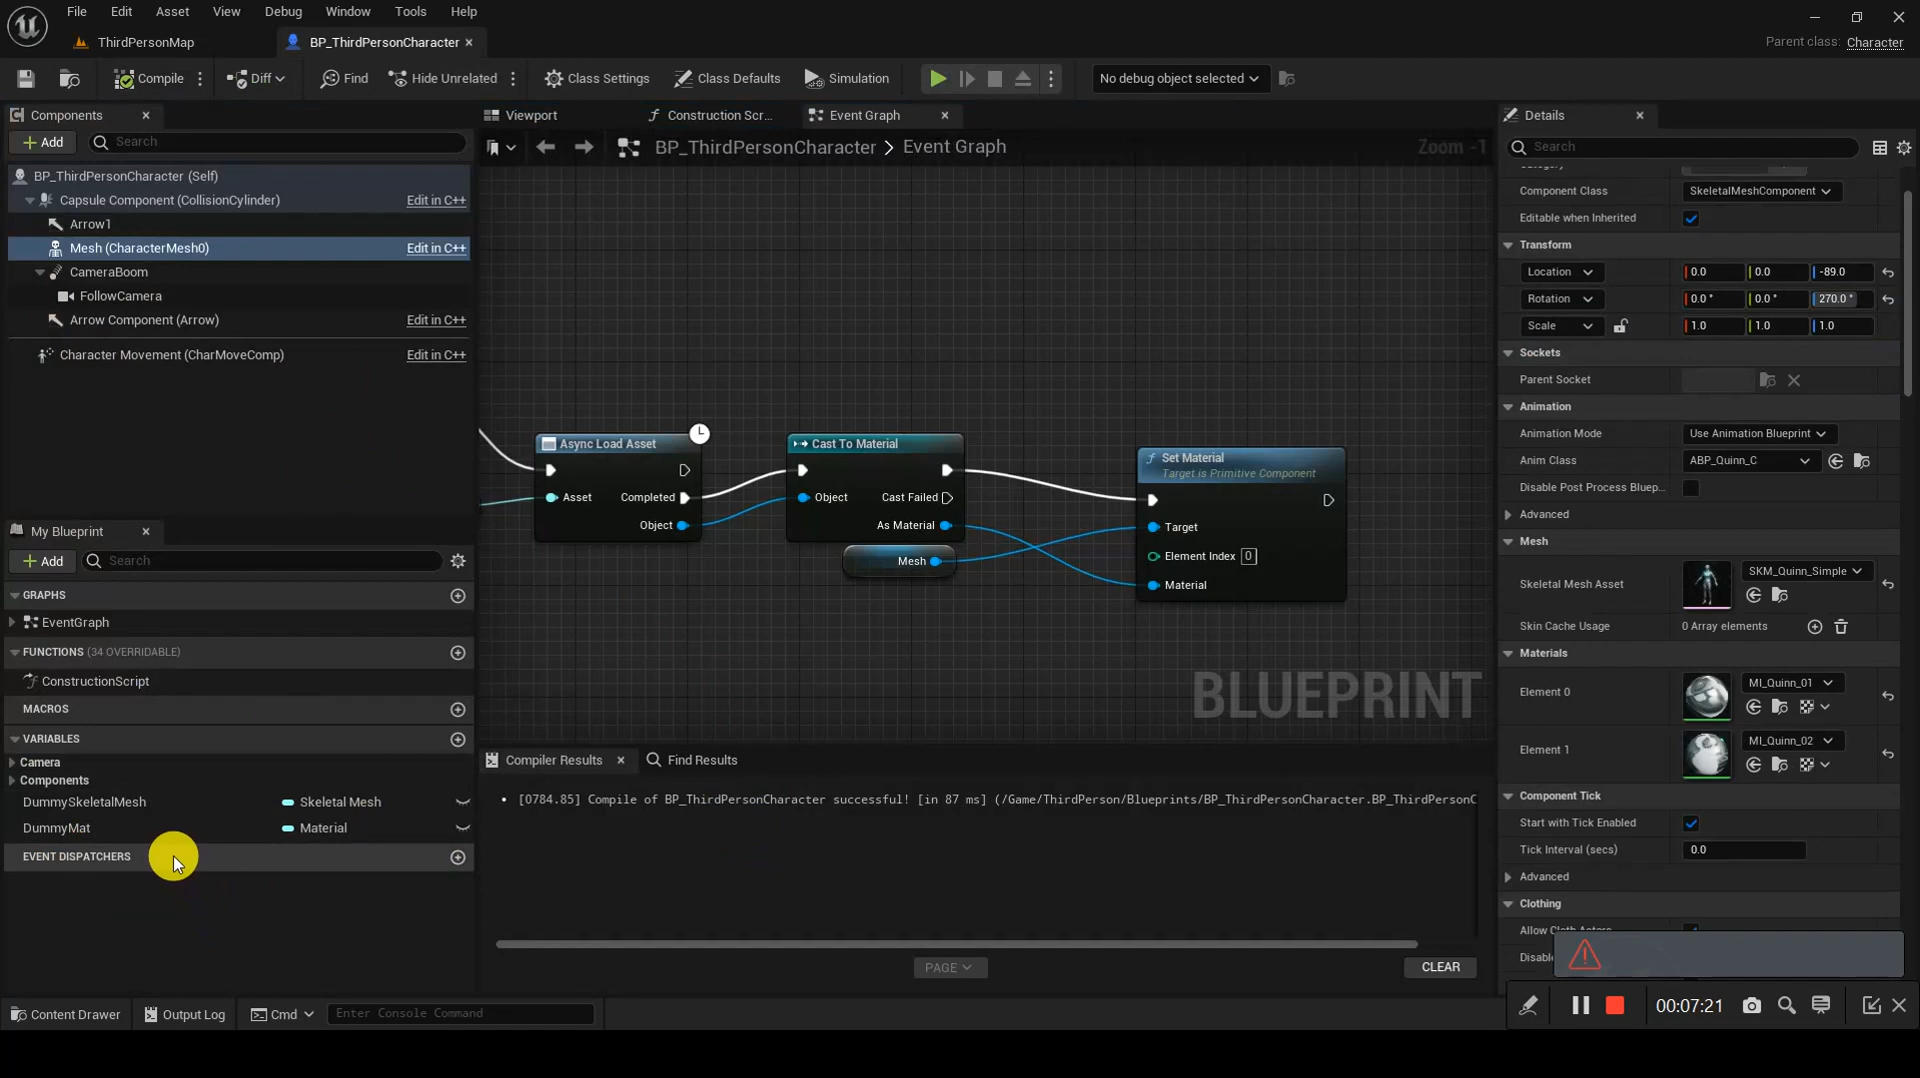 File Edit Asset View Debug Window Tools Help
ThirdPersonMap
BP_ThirdPersonCharacter
Parent class: Character
Compile
Diff
Find
Hide Unrelated
Class Settings
Class Defaults
Simulation
No debug object selected
Components
Add
Search
BP_ThirdPersonCharacter (Self)
Capsule Component (CollisionCylinder) Edit in C++
Arrow1
Mesh (CharacterMesh0) Edit in C++
CameraBoom
FollowCamera
Arrow Component (Arrow) Edit in C++
Character Movement (CharMoveComp) Edit in C++
My Blueprint
Add
Search
GRAPHS
EventGraph
FUNCTIONS (34 OVERRIDABLE)
ConstructionScript
MACROS
VARIABLES
Camera
Components
DummySkeletalMesh Skeletal Mesh
DummyMat Material
EVENT DISPATCHERS
Viewport
Construction Scr...
Event Graph
BP_ThirdPersonCharacter > Event Graph
Zoom -1
Async Load Asset
Asset Completed
Object
Cast To Material
Object Cast Failed
As Material
Mesh
Set Material
Target is Primitive Component
Target
Element Index 0
Material
BLUEPRINT
Compiler Results
Find Results
[0784.85] Compile of BP_ThirdPersonCharacter successful! [in 87 ms] (/Game/ThirdPerson/Blueprints/BP_ThirdPersonCharacter.BP_ThirdPersonC
PAGE
CLEAR
Details
Search
Category
Component Class SkeletalMeshComponent
Editable when Inherited
Transform
Location 0.0 0.0 -89.0
Rotation 0.0 ° 0.0 ° 270.0 °
Scale 1.0 1.0 1.0
Sockets
Parent Socket
Animation
Animation Mode Use Animation Blueprint
Anim Class ABP_Quinn_C
Disable Post Process Bluep...
Advanced
Mesh
Skeletal Mesh Asset SKM_Quinn_Simple
Skin Cache Usage 0 Array elements
Materials
Element 0 MI_Quinn_01
Element 1 MI_Quinn_02
Component Tick
Start with Tick Enabled
Tick Interval (secs) 0.0
Advanced
Clothing
Allow Cloth Actors
Disabl
Content Drawer
Output Log
Cmd
Enter Console Command
00:07:21